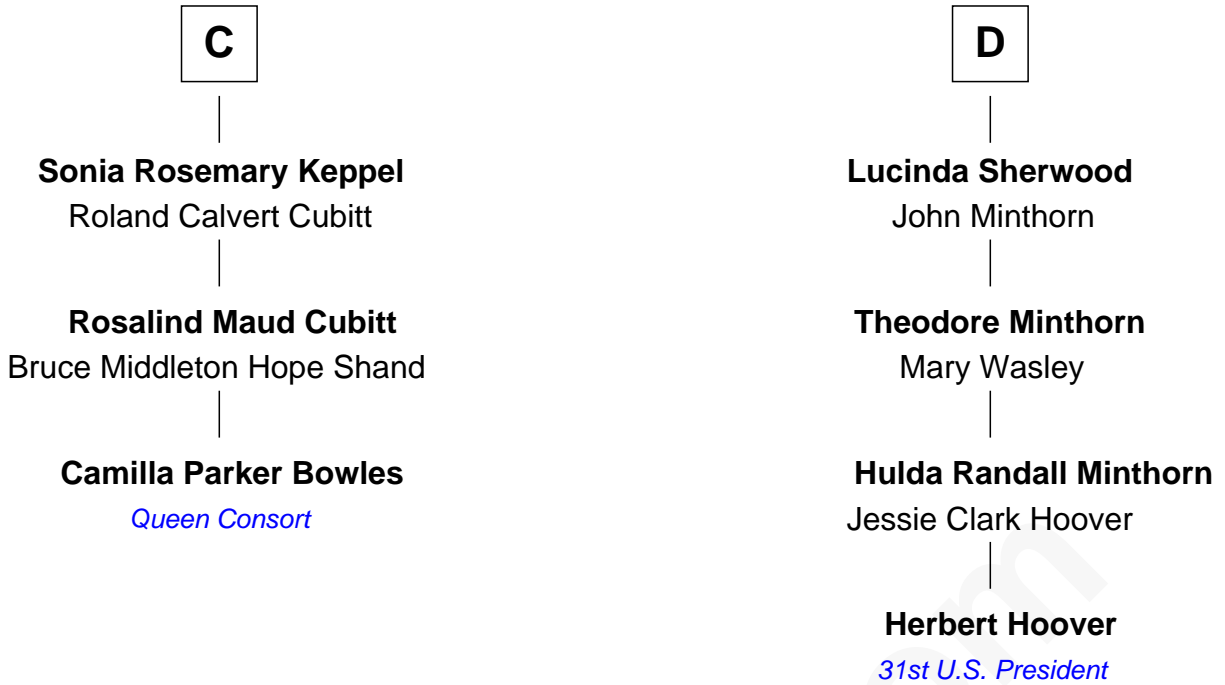 C
Sonia Rosemary Keppel
Roland Calvert Cubitt
Rosalind Maud Cubitt
Bruce Middleton Hope Shand
Camilla Parker Bowles
Queen Consort
D
Lucinda Sherwood
John Minthorn
Theodore Minthorn
Mary Wasley
Hulda Randall Minthorn
Jessie Clark Hoover
Herbert Hoover
31st U.S. President